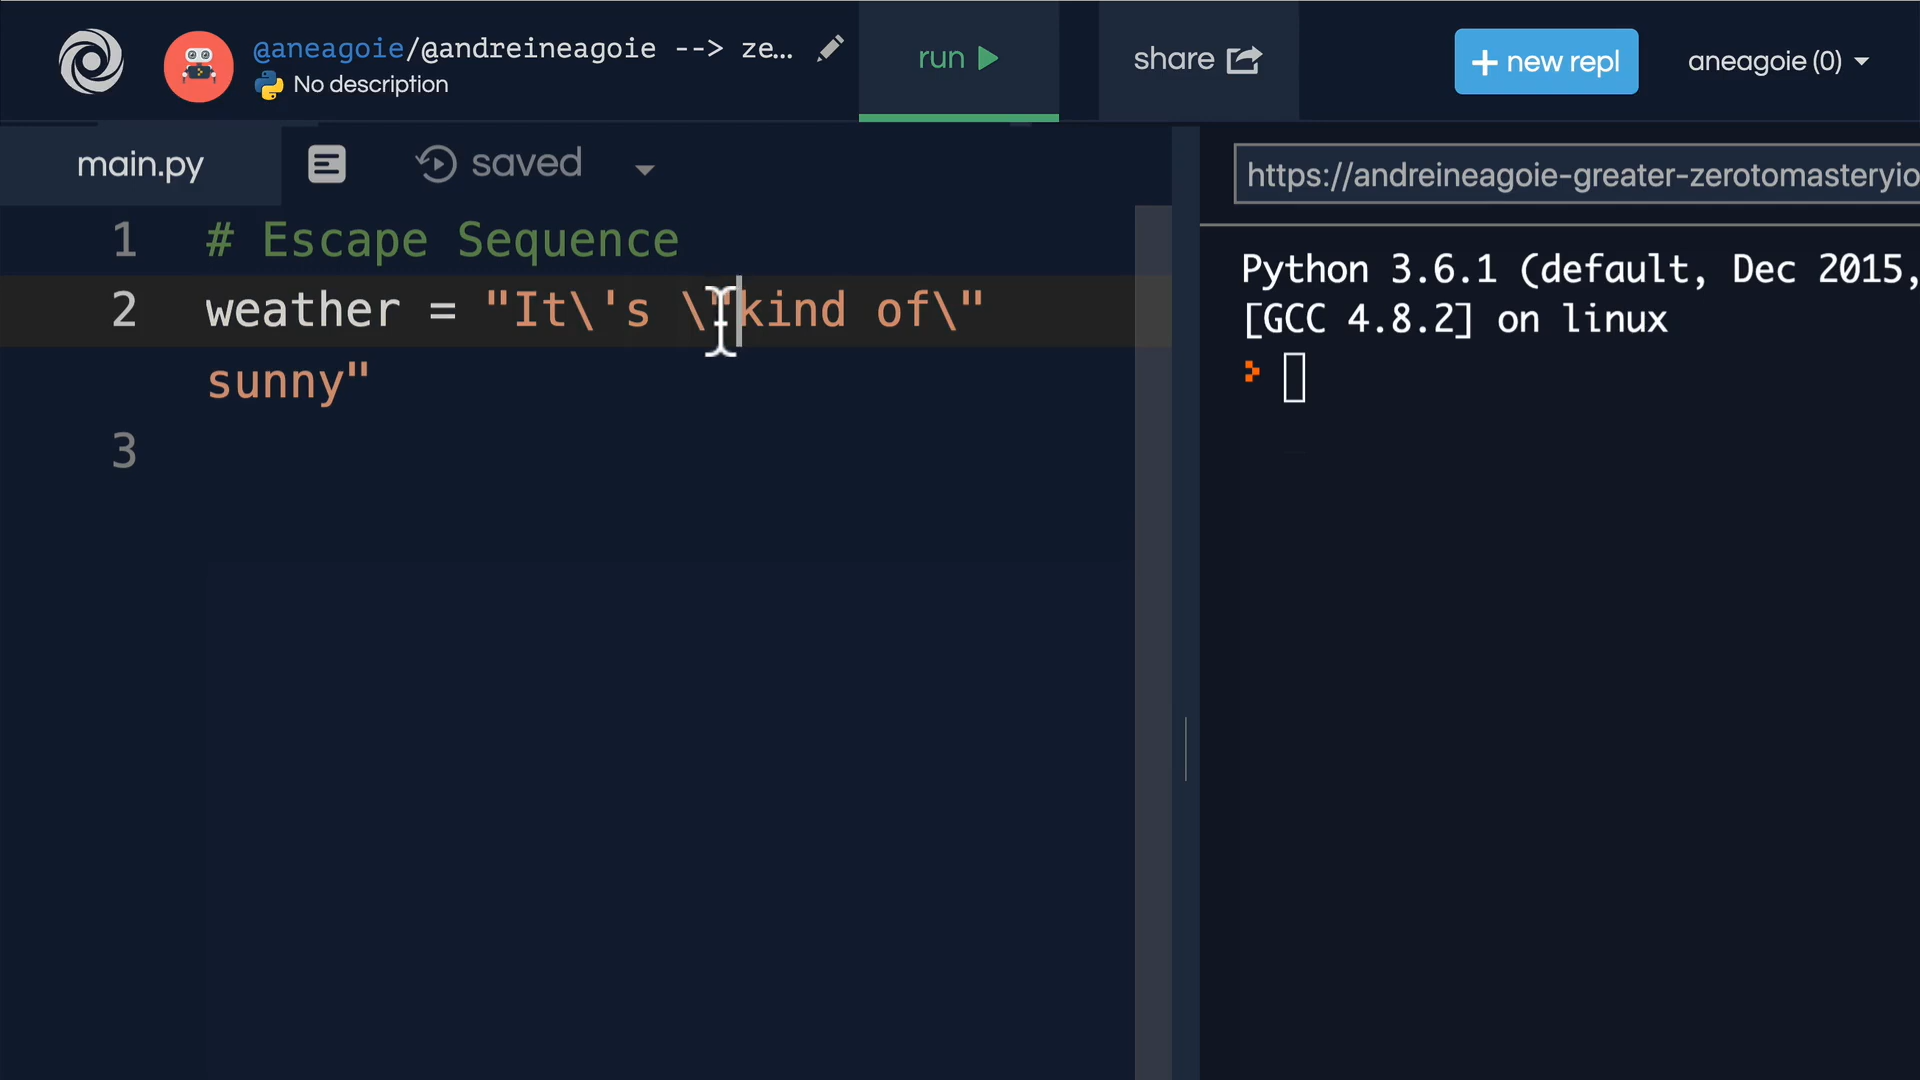 @aneagoie/@andreineagoie --> ze...
No description
run
share
+ new repl
aneagoie (0)
main.py
saved
https://andreineagoie-greater-zerotomasteryio
1 # Escape Sequence
2 weather = "It\'s \"kind of\"
sunny"
3
Python 3.6.1 (default, Dec 2015,
[GCC 4.8.2] on linux